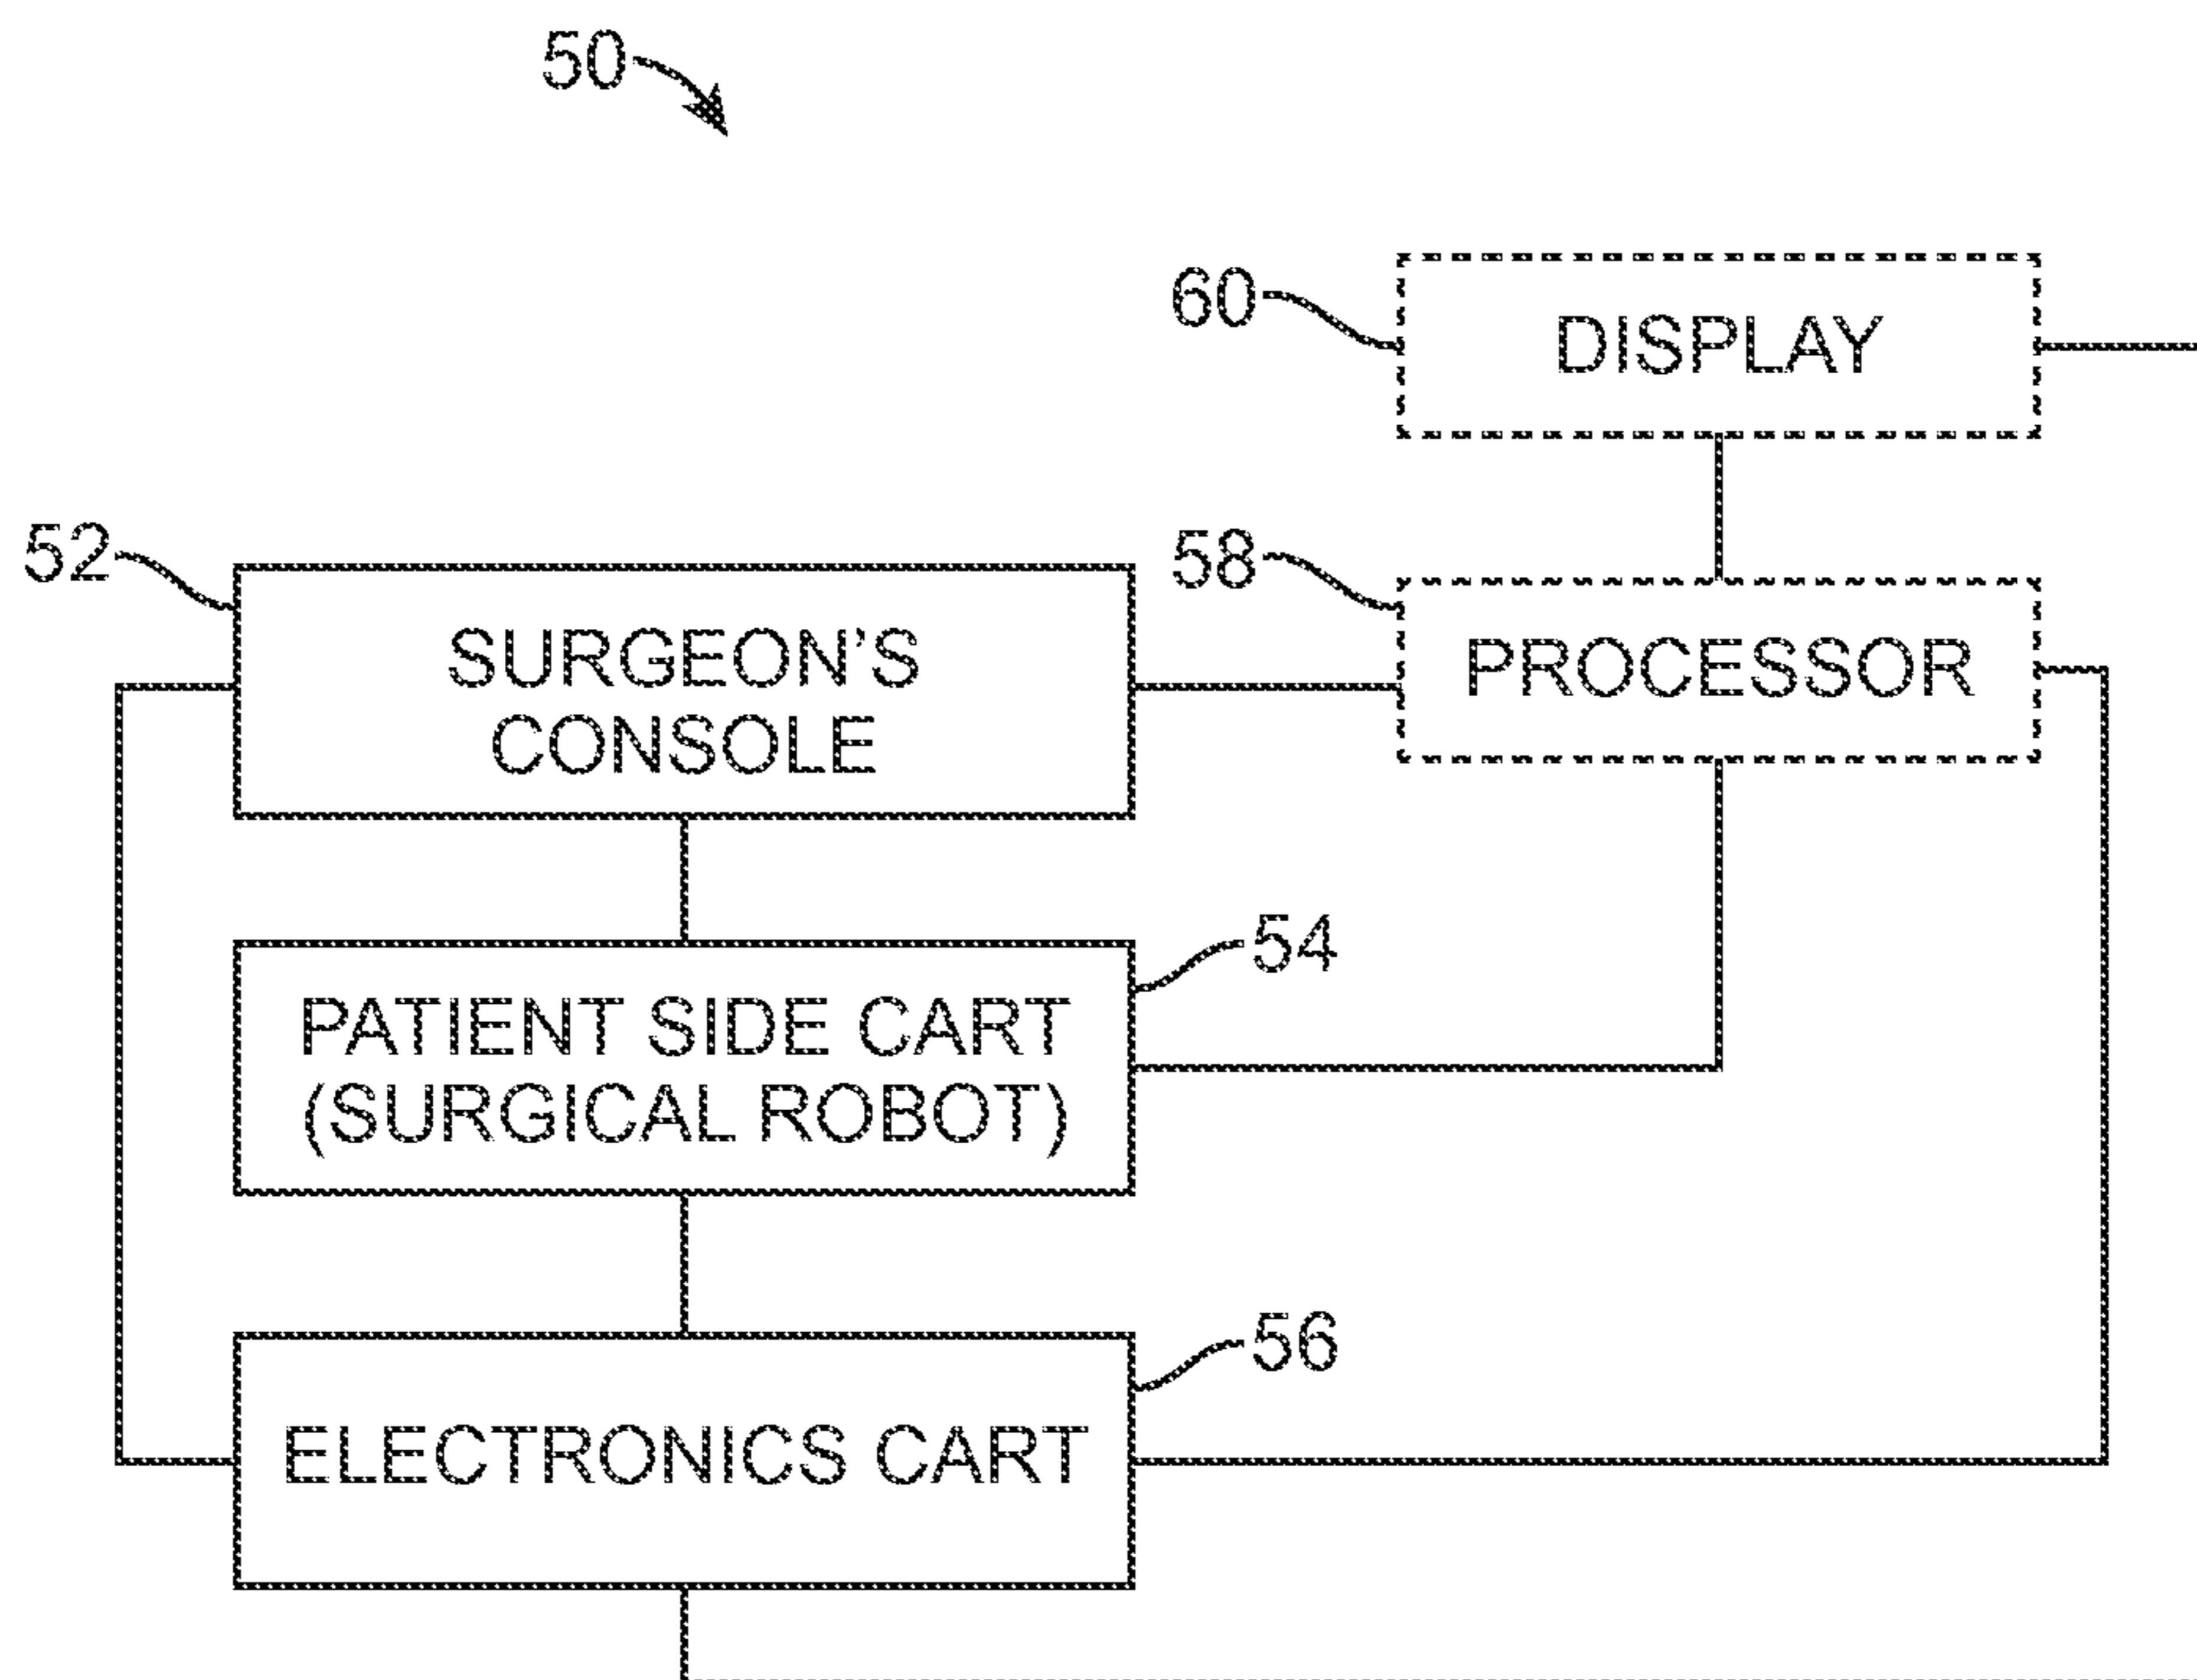 50
60
DISPLAY
52
58
SURGEON'S
CONSOLE
PROCESSOR
54
PATIENT SIDE CART
(SURGICAL ROBOT)
56
ELECTRONICS CART